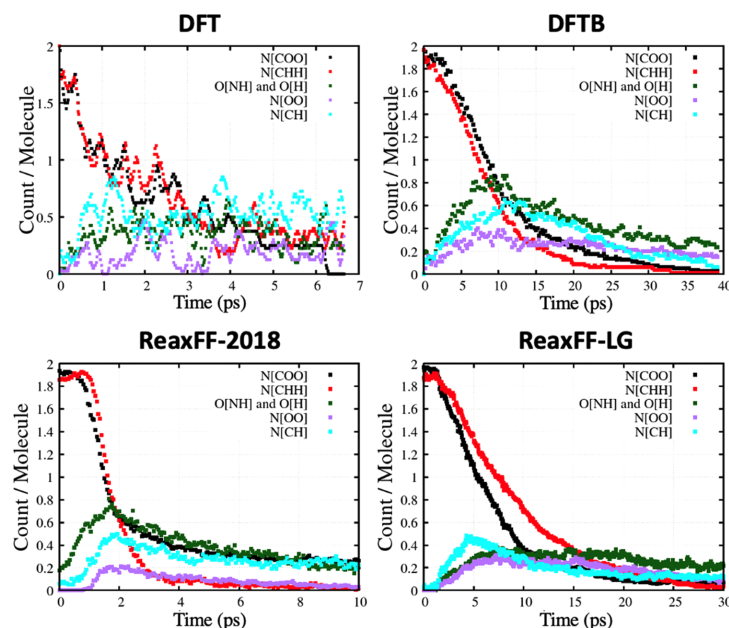 DFT
DFTB
Count / Molecule
2
1.5
1
0.5
0
N[COO]
N[CHH]
O[NH] and O[H]
N[OO]
N[CH]
0 1 2 3 4 5 6 7
Time (ps)
Count / Molecule
2
1.8
1.6
1.4
1.2
1
0.8
0.6
0.4
0.2
0
N[COO]
N[CHH]
O[NH] and O[H]
N[OO]
N[CH]
0 5 10 15 20 25 30 35 40
Time (ps)
ReaxFF-2018
ReaxFF-LG
Count / Molecule
2
1.8
1.6
1.4
1.2
1
0.8
0.6
0.4
0.2
0
N[COO]
N[CHH]
O[NH] and O[H]
N[OO]
N[CH]
0 2 4 6 8 10
Time (ps)
Count / Molecule
2
1.8
1.6
1.4
1.2
1
0.8
0.6
0.4
0.2
0
N[COO]
N[CHH]
O[NH] and O[H]
N[OO]
N[CH]
0 5 10 15 20 25 30
Time (ps)